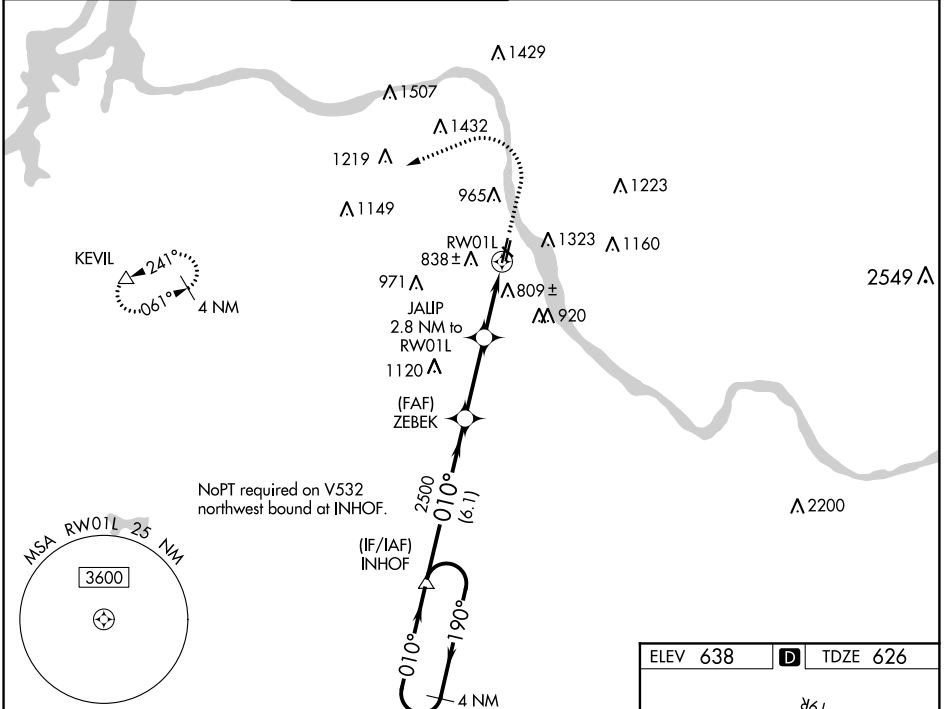 1429
1507
1432
1219
1223
965
1149
RW01L
1323
1160
838 ±
KEVIL
241°
061°
4 NM
971
809 ±
2549
JALIP
2.8 NM to
RW01L
920
1120
(FAF)
ZEBEK
NoPT required on V532
northwest bound at INHOF.
2500
010°
(6.1)
2200
MSA RW01L 25 NM
3600
(IF/IAF)
INHOF
010°
190°
4 NM
ELEV 638 D TDZE 626
19R